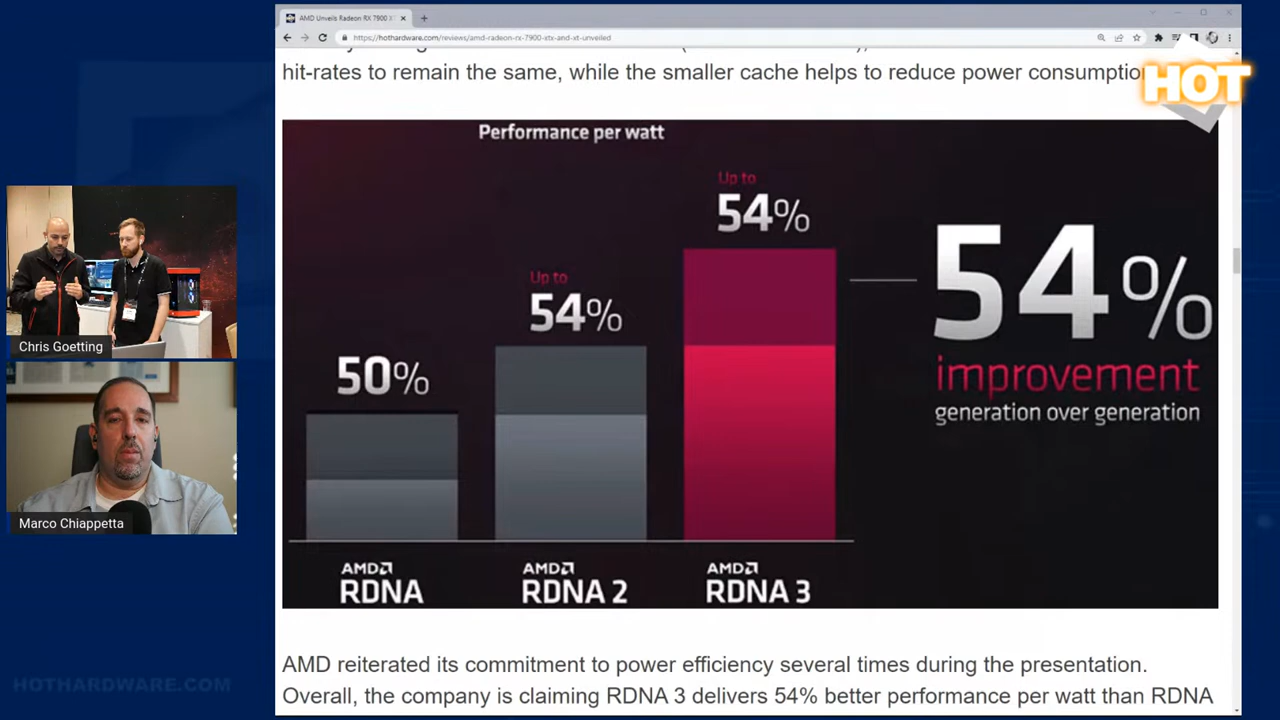 AMD Unveils Radeon RX 7900 X
https://hothardware.com/reviews/amd-radeon-rx-7900-xtx-and-xt-unveiled
hit-rates to remain the same, while the smaller cache helps to reduce power consumptio
HOT
Performance per watt
Up to
54%
Up to
54%
50%
54%
improvement
generation over generation
AMD
RDNA
AMD
RDNA 2
AMD
RDNA 3
Chris Goetting
Marco Chiappetta
AMD reiterated its commitment to power efficiency several times during the presentation.
Overall, the company is claiming RDNA 3 delivers 54% better performance per watt than RDNA
HOTHARDWARE.COM